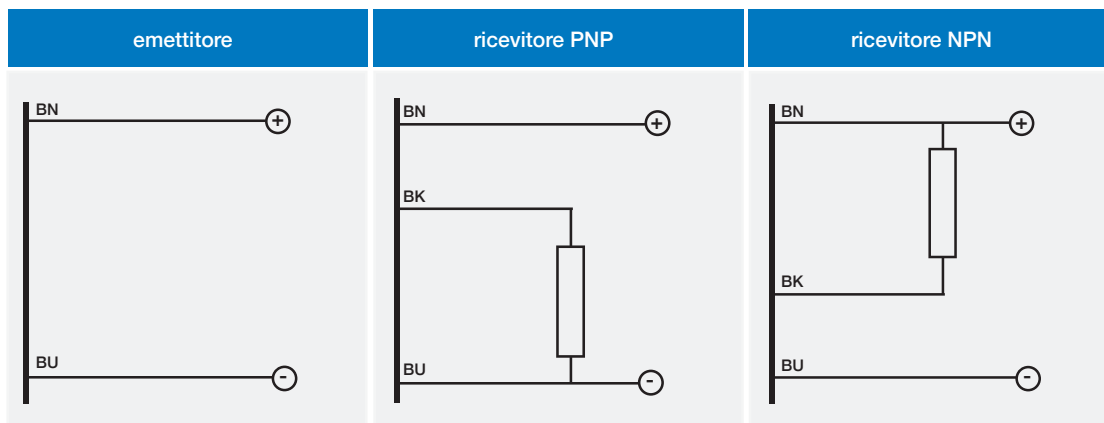 emettitore
ricevitore PNP
ricevitore NPN
BN
+
BU
-
BN
+
BK
BU
-
BN
+
BK
BU
-